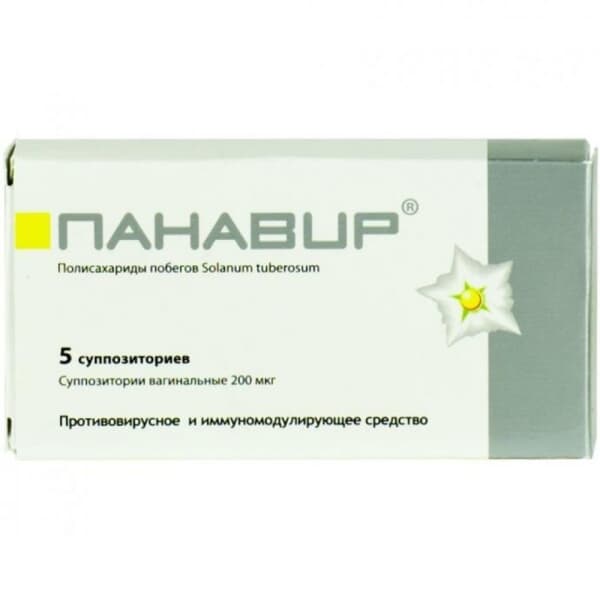 ПАНАВИР®
Полисахариды побегов Solanum tuberosum
5 суппозиториев
Суппозитории вагинальные 200 мкг
Противовирусное и иммуномодулирующее средство